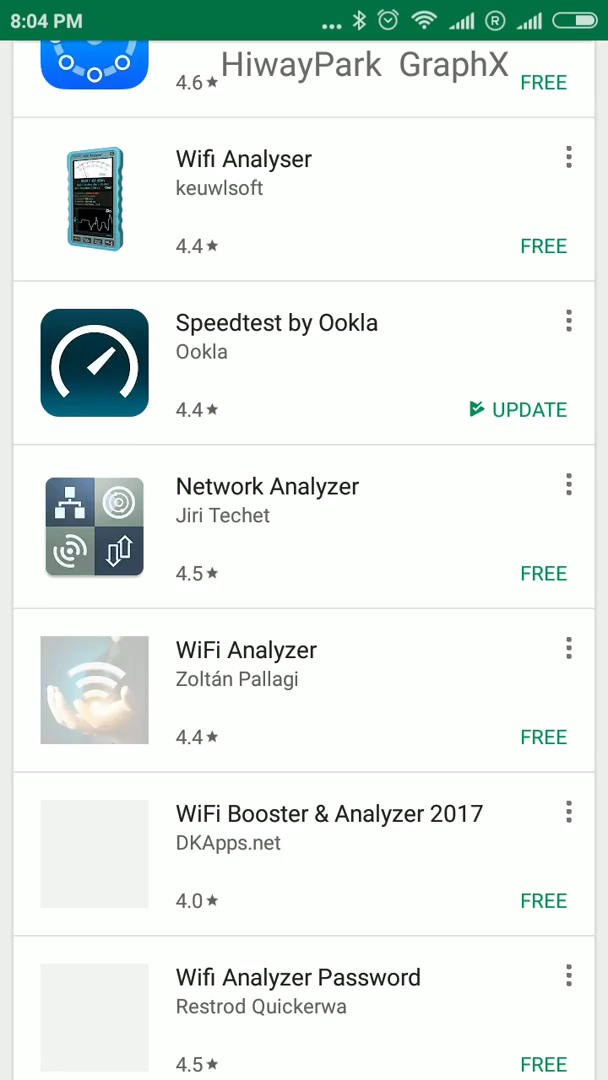 8:04 PM
HiwayPark GraphX
4.6★ FREE
Wifi Analyser
keuwlsoft
4.4★ FREE
Speedtest by Ookla
Ookla
4.4★ UPDATE
Network Analyzer
Jiri Techet
4.5★ FREE
WiFi Analyzer
Zoltán Pallagi
4.4★ FREE
WiFi Booster & Analyzer 2017
DKApps.net
4.0★ FREE
Wifi Analyzer Password
Restrod Quickerwa
4.5★ FREE